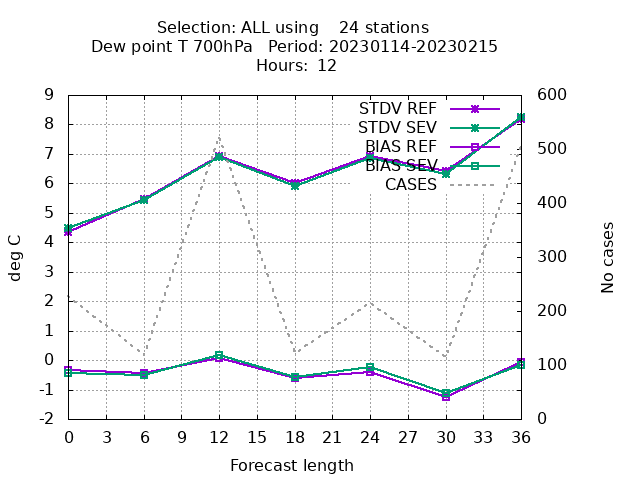 Selection: ALL using    24 stations
Dew point T 700hPa   Period: 20230114-20230215
Hours: 12
STDV REF
STDV SEV
BIAS REF
BIAS SEV
CASES
9
8
7
6
5
4
3
2
1
0
-1
-2
600
500
400
300
200
100
0
deg C
No cases
0 3 6 9 12 15 18 21 24 27 30 33 36
Forecast length